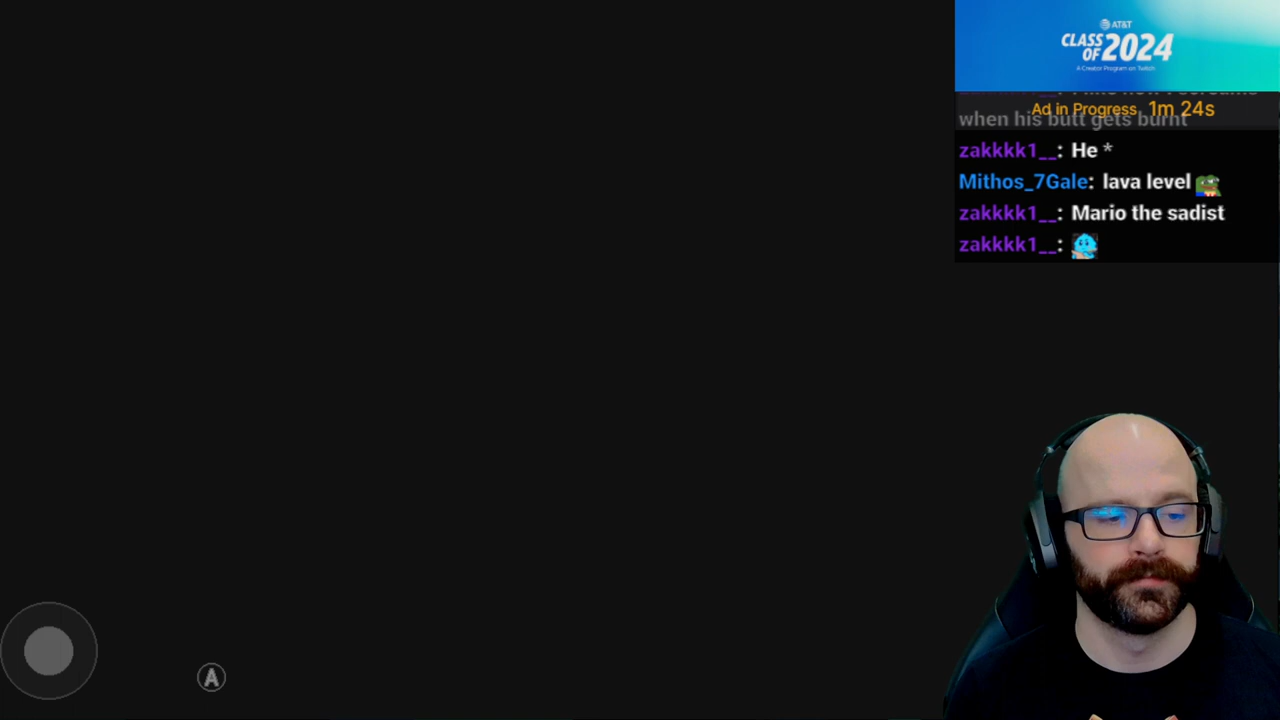 AT&T
CLASS
OF 2024
A Creator Program on Twitch
Ad in Progress 1m 24s
when his butt gets burnt
zakkkk1__: He *
Mithos_7Gale: lava level
zakkkk1__: Mario the sadist
zakkkk1__:
A